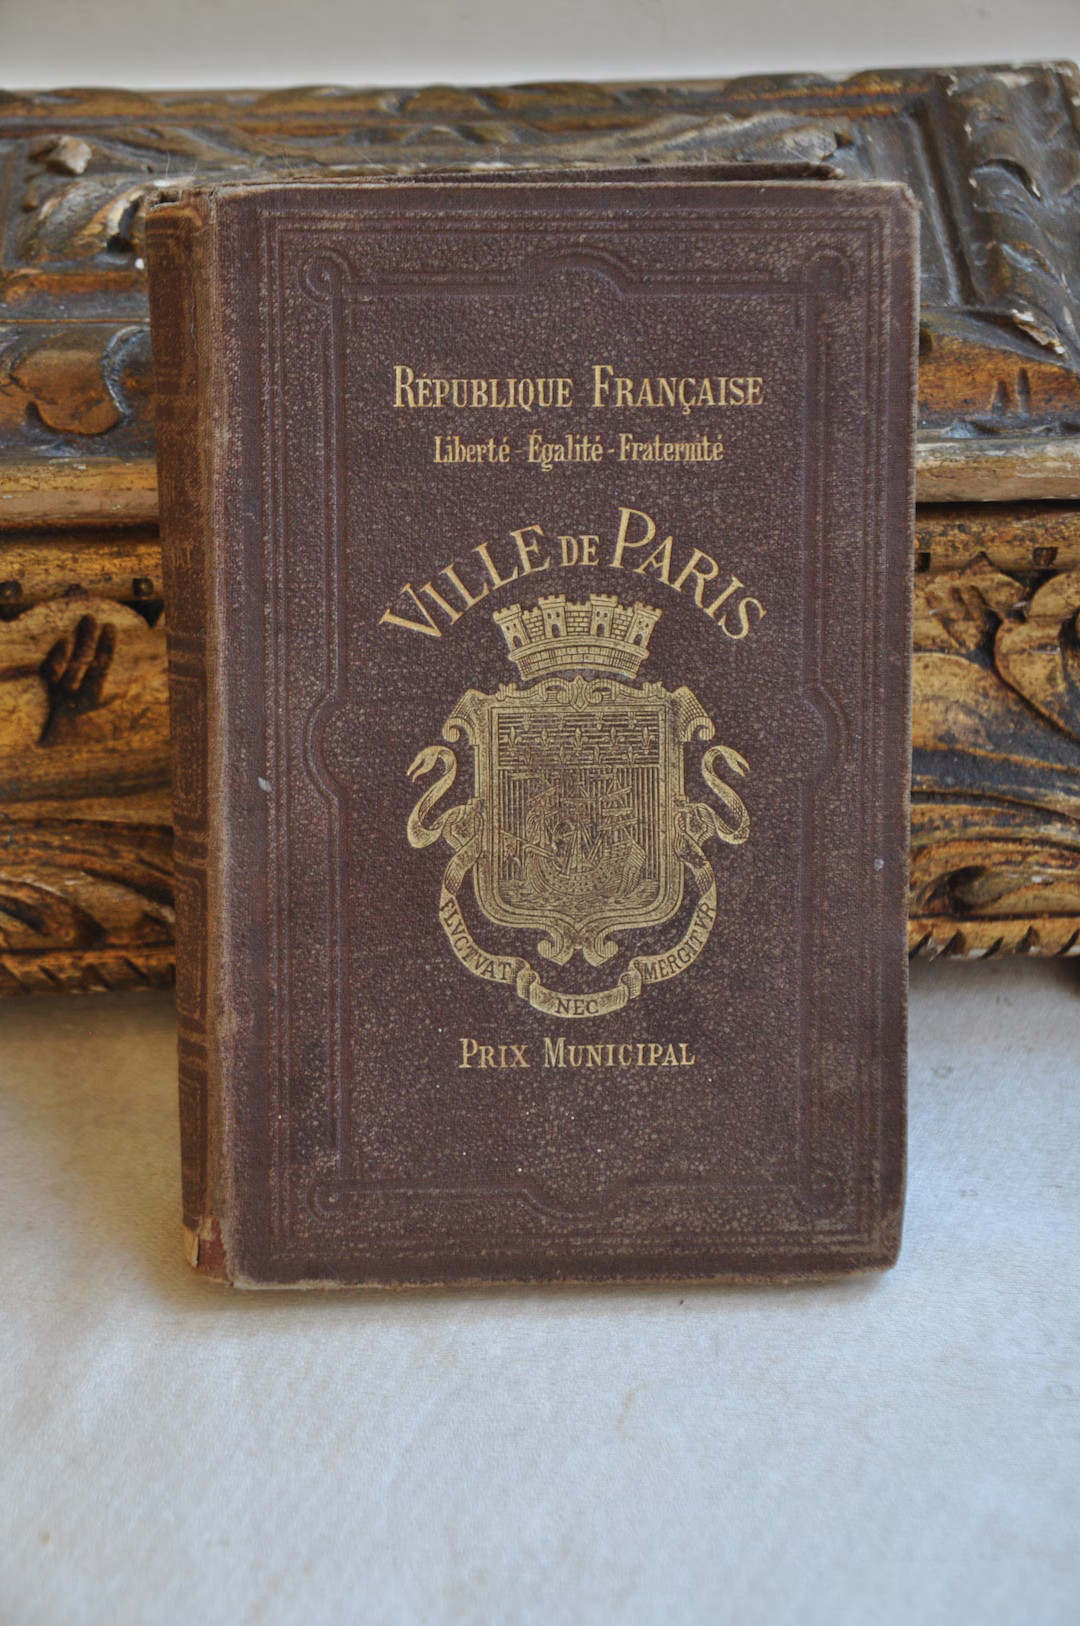 RÉPUBLIQUE FRANÇAISE
Liberté - Égalité - Fraternité
VILLE DE PARIS
FLVCTVAT NEC MERGITVR
PRIX MUNICIPAL